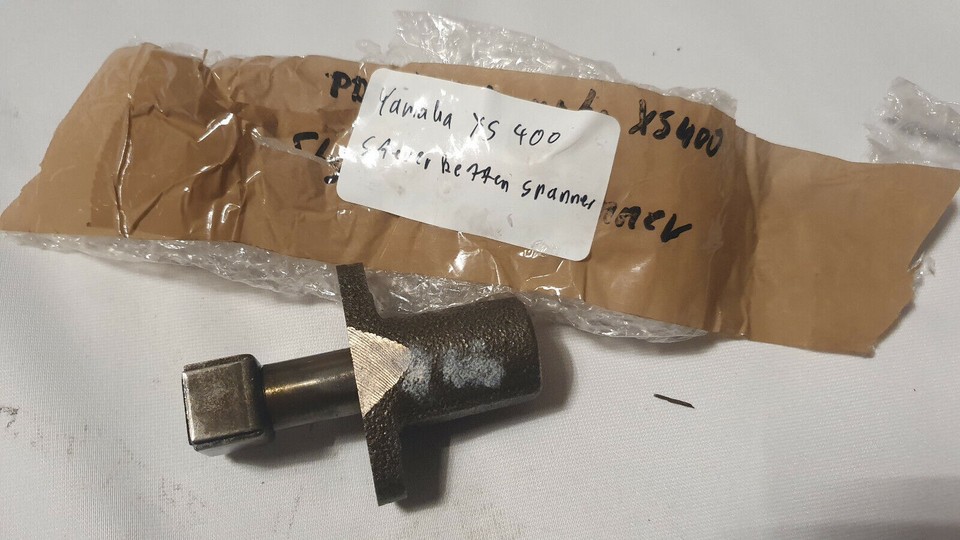 Yamaha XS 400
Steuerketten spanner
XS400